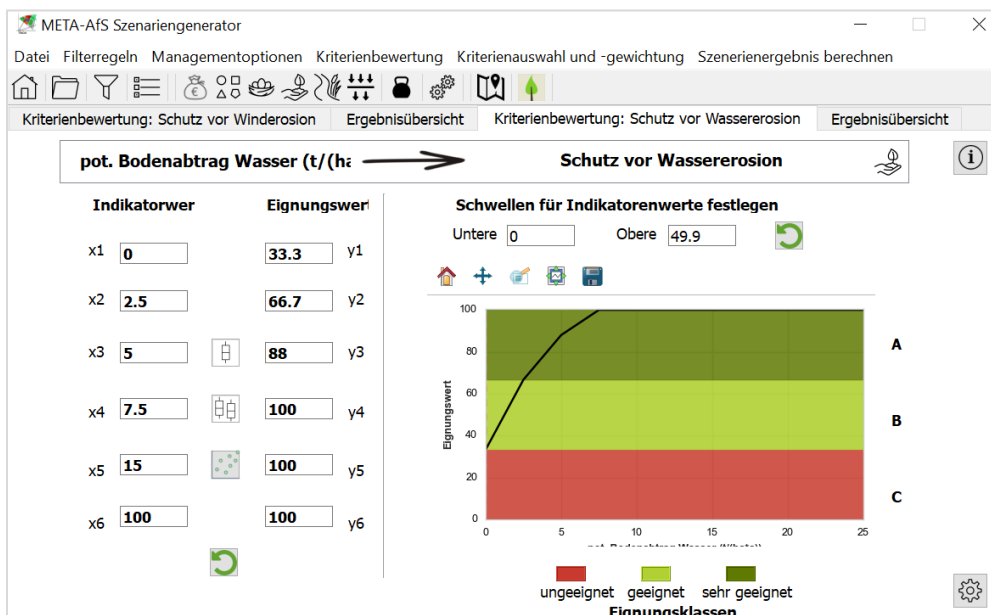 META-AfS Szenariengenerator
Datei Filterregeln Managementoptionen Kriterienbewertung Kriterienauswahl und -gewichtung Szenerienergebnis berechnen
Kriterienbewertung: Schutz vor Winderosion Ergebnisübersicht Kriterienbewertung: Schutz vor Wassererosion Ergebnisübersicht
pot. Bodenabtrag Wasser (t/(ha Schutz vor Wassererosion
Indikatorwer Eignungswert
x1 0 33.3 y1
x2 2.5 66.7 y2
x3 5 88 y3
x4 7.5 100 y4
x5 15 100 y5
x6 100 100 y6
Schwellen für Indikatorenwerte festlegen
Untere 0 Obere 49.9
100
80
60
40
20
0
Eignungswert
A
B
C
0 5 10 15 20 25
pot. Bodenabtrag Wasser
ungeeignet geeignet sehr geeignet
Eignungsklassen